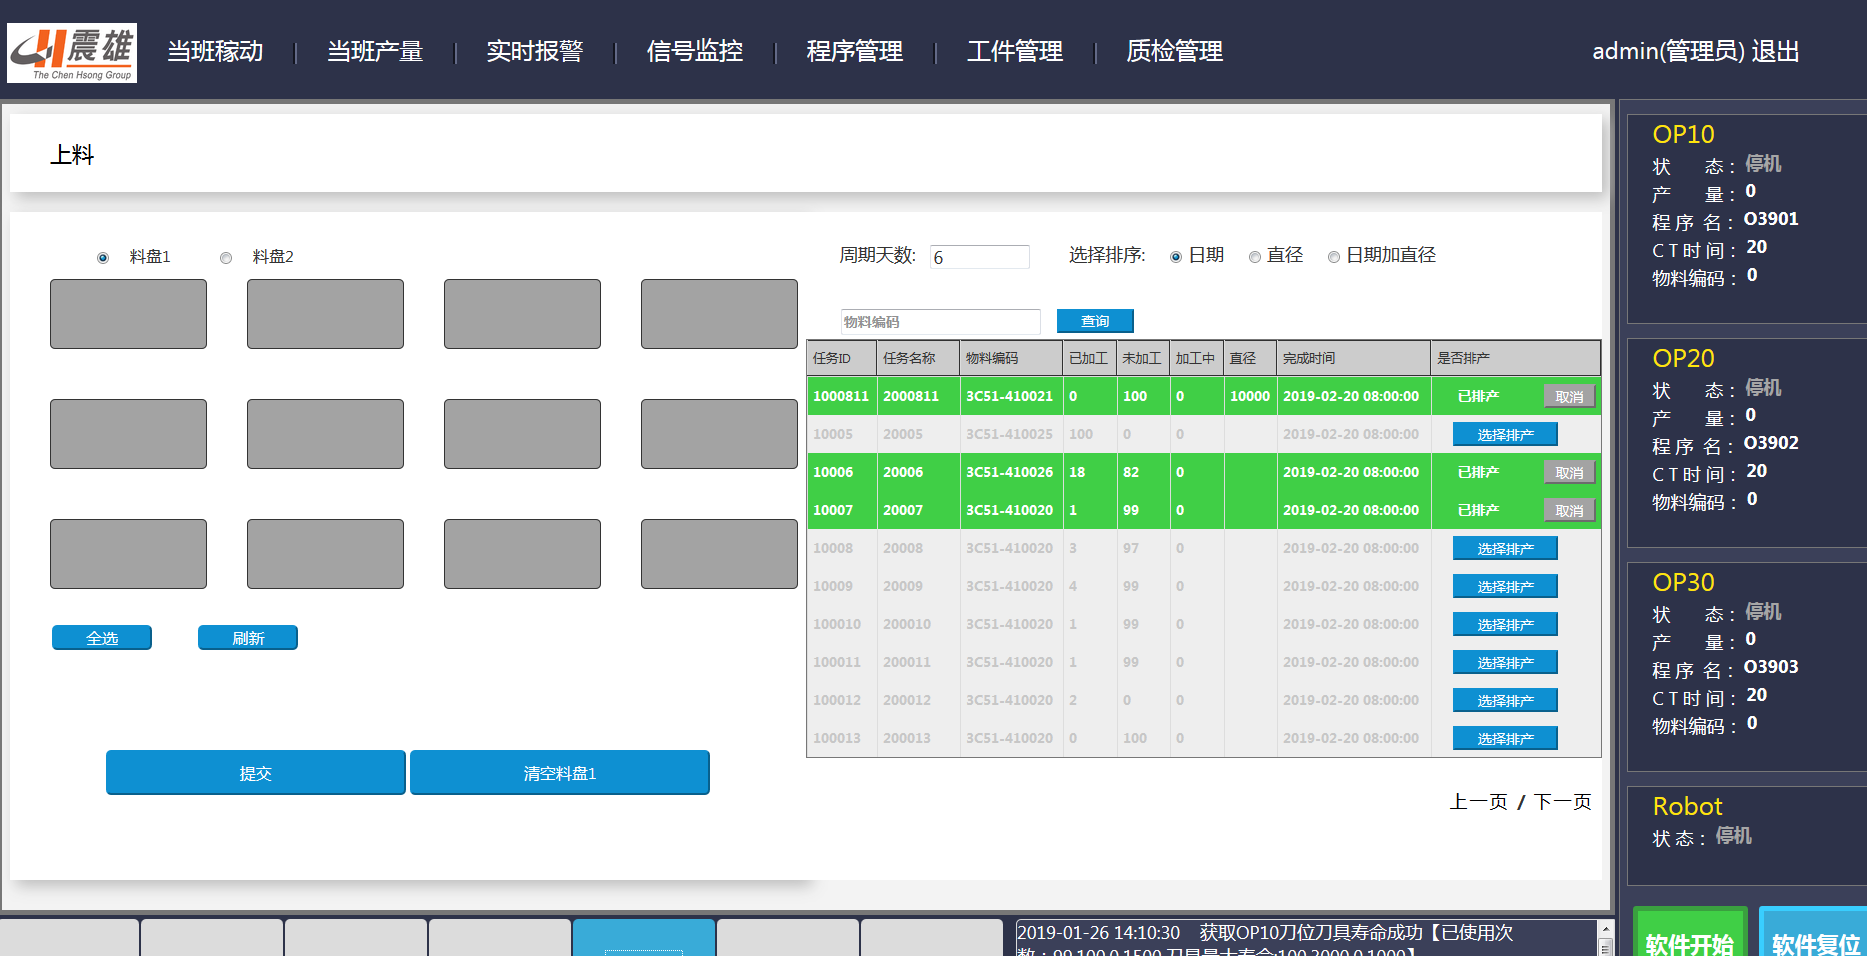 震雄
The Chen Hsong Group
当班稼动 | 当班产量 | 实时报警 | 信号监控 | 程序管理 | 工件管理 | 质检管理
admin(管理员) 退出
上料
料盘1 料盘2
全选 刷新
提交 清空料盘1
周期天数: 6 选择排序: 日期 直径 日期加直径
物料编码 查询
任务ID 任务名称 物料编码 已加工 未加工 加工中 直径 完成时间 是否排产
1000811 2000811 3C51-410021 0 100 0 10000 2019-02-20 08:00:00 已排产 取消
10005 20005 3C51-410025 100 0 0 2019-02-20 08:00:00 选择排产
10006 20006 3C51-410026 18 82 0 2019-02-20 08:00:00 已排产 取消
10007 20007 3C51-410020 1 99 0 2019-02-20 08:00:00 已排产 取消
10008 20008 3C51-410020 3 97 0 2019-02-20 08:00:00 选择排产
10009 20009 3C51-410020 4 99 0 2019-02-20 08:00:00 选择排产
100010 200010 3C51-410020 1 99 0 2019-02-20 08:00:00 选择排产
100011 200011 3C51-410020 1 99 0 2019-02-20 08:00:00 选择排产
100012 200012 3C51-410020 2 0 0 2019-02-20 08:00:00 选择排产
100013 200013 3C51-410020 0 100 0 2019-02-20 08:00:00 选择排产
上一页 / 下一页
OP10
状 态： 停机
产 量： 0
程 序 名： O3901
C T 时 间： 20
物料编码： 0
OP20
状 态： 停机
产 量： 0
程 序 名： O3902
C T 时 间： 20
物料编码： 0
OP30
状 态： 停机
产 量： 0
程 序 名： O3903
C T 时 间： 20
物料编码： 0
Robot
状 态： 停机
软件开始 软件复位
2019-01-26 14:10:30 获取OP10刀位刀具寿命成功【已使用次
数：99,100,0,1500 刀具最大寿命:100,2000,0,1000】